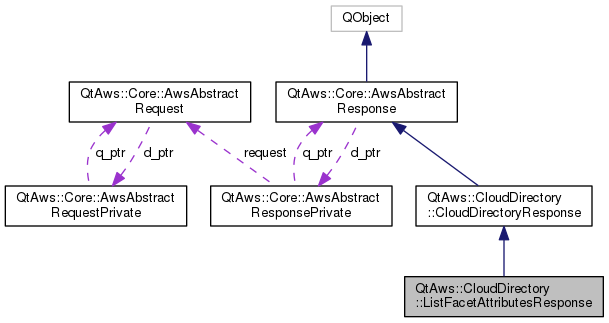 QObject
QtAws::Core::AwsAbstract
Request
QtAws::Core::AwsAbstract
Response
q_ptr
d_ptr
request
q_ptr
d_ptr
QtAws::Core::AwsAbstract
RequestPrivate
QtAws::Core::AwsAbstract
ResponsePrivate
QtAws::CloudDirectory
::CloudDirectoryResponse
QtAws::CloudDirectory
::ListFacetAttributesResponse